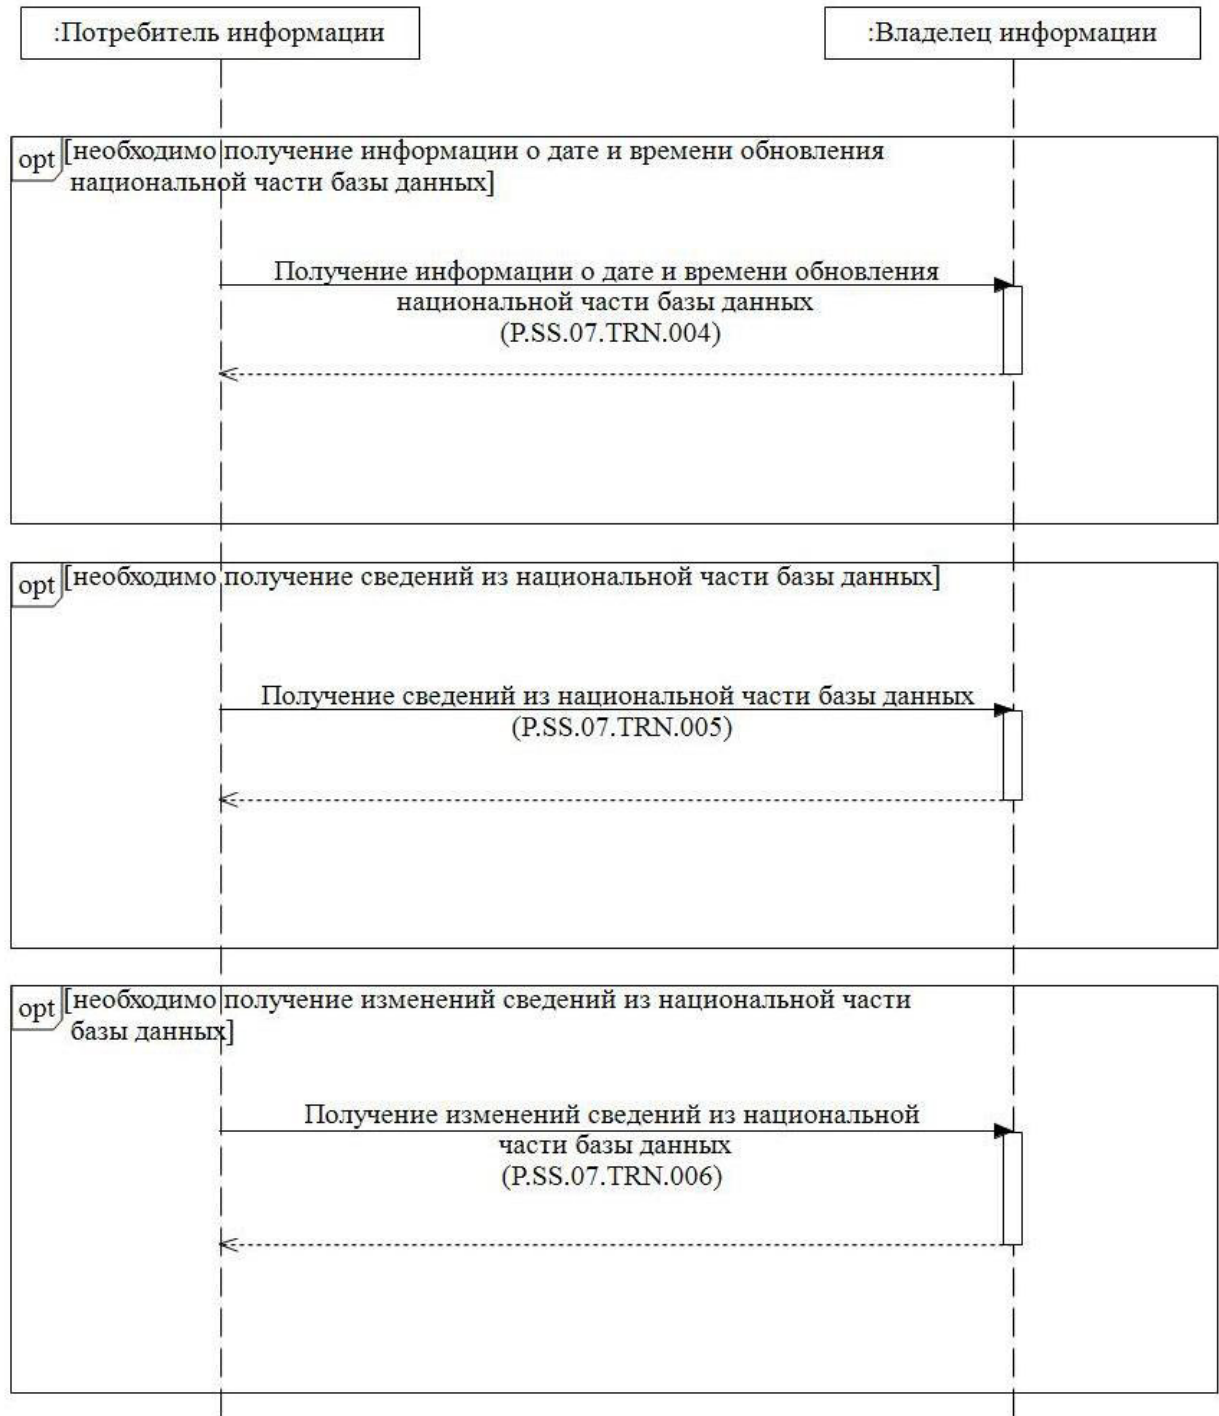 :Потребитель информации
:Владелец информации
opt
[необходимо получение информации о дате и времени обновления
национальной части базы данных]
Получение информации о дате и времени обновления
национальной части базы данных
(P.SS.07.TRN.004)
opt
[необходимо получение сведений из национальной части базы данных]
Получение сведений из национальной части базы данных
(P.SS.07.TRN.005)
opt
[необходимо получение изменений сведений из национальной части
базы данных]
Получение изменений сведений из национальной
части базы данных
(P.SS.07.TRN.006)